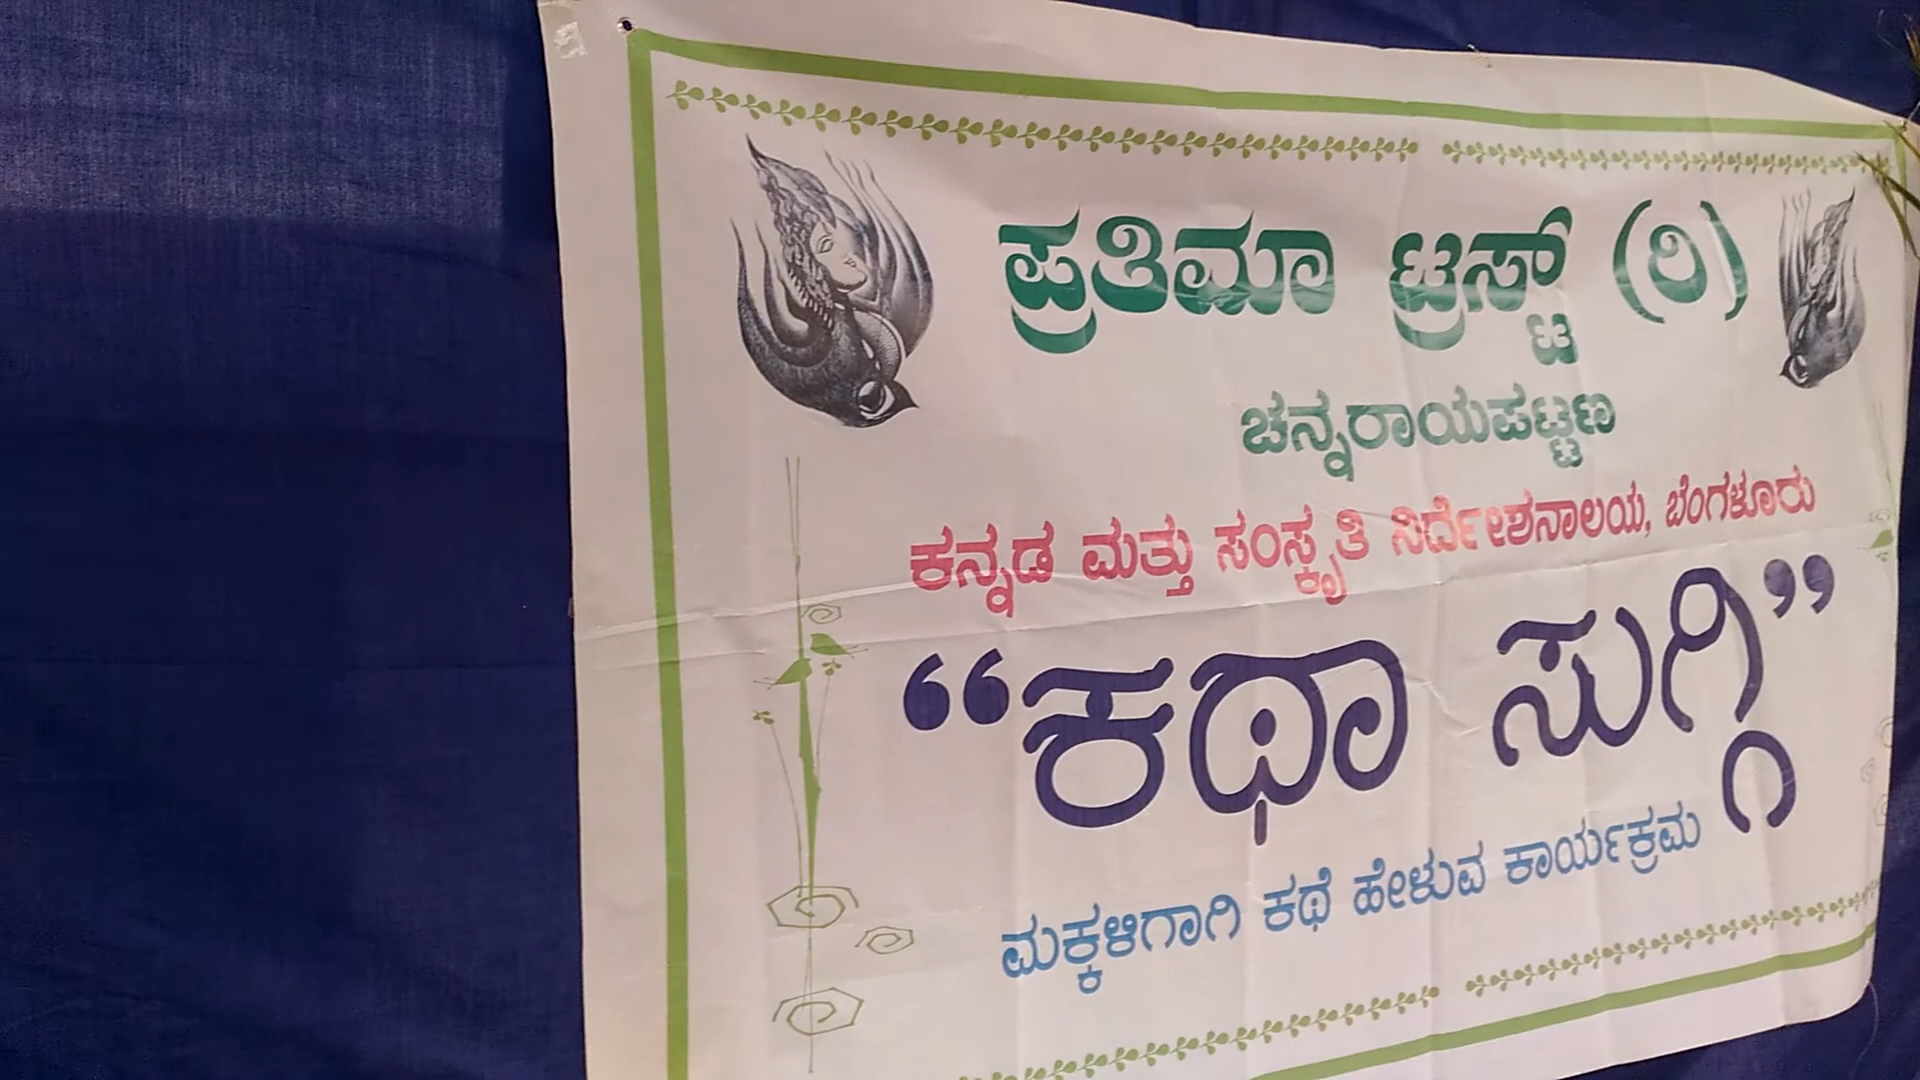 ಪ್ರತಿಮಾ ಟ್ರಸ್ಟ್ (ರಿ)
ಚನ್ನರಾಯಪಟ್ಟಣ
ಕನ್ನಡ ಮತ್ತು ಸಂಸ್ಕೃತಿ ನಿರ್ದೇಶನಾಲಯ, ಬೆಂಗಳೂರು
“ಕಥಾ ಸುಗ್ಗಿ”
ಮಕ್ಕಳಿಗಾಗಿ ಕಥೆ ಹೇಳುವ ಕಾರ್ಯಕ್ರಮ